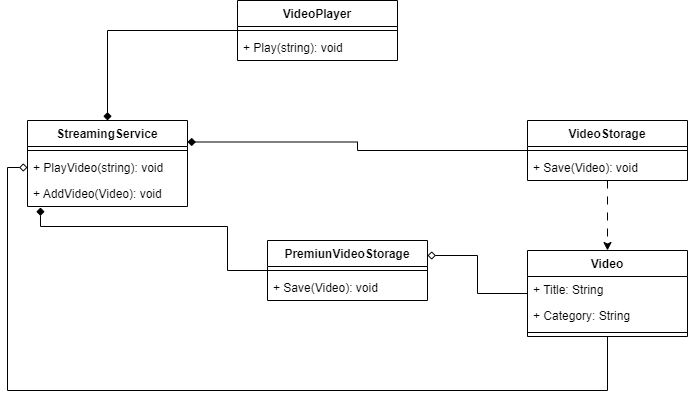 VideoPlayer
+ Play(string): void
StreamingService
+ PlayVideo(string): void
+ AddVideo(Video): void
VideoStorage
+ Save(Video): void
PremiunVideoStorage
+ Save(Video): void
Video
+ Title: String
+ Category: String